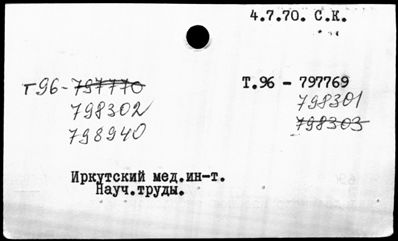 4.7.70. С.К.
т96-797770 Т.96 - 797769
798302 798301
798940 798303
Иркутский мед.ин-т.
Науч.труды.